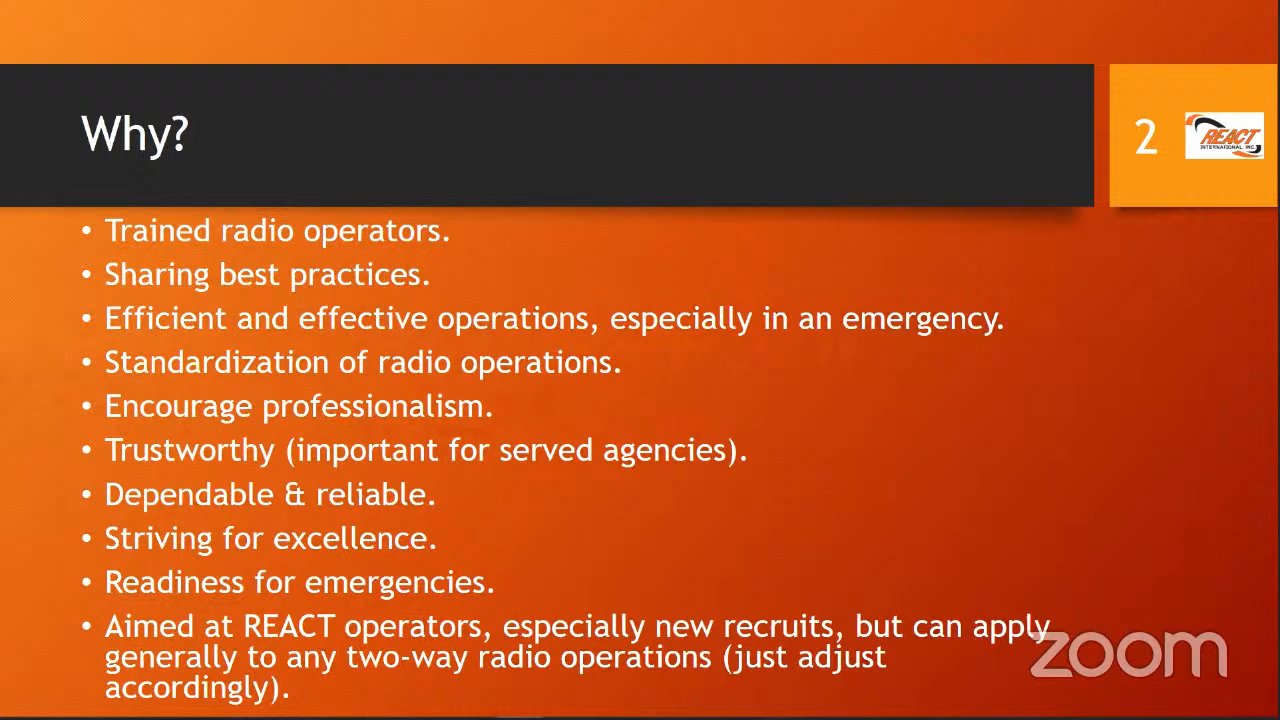 Why?
2
REACT
INTERNATIONAL, INC.
• Trained radio operators.
• Sharing best practices.
• Efficient and effective operations, especially in an emergency.
• Standardization of radio operations.
• Encourage professionalism.
• Trustworthy (important for served agencies).
• Dependable & reliable.
• Striving for excellence.
• Readiness for emergencies.
• Aimed at REACT operators, especially new recruits, but can apply
generally to any two-way radio operations (just adjust
accordingly).
zoom